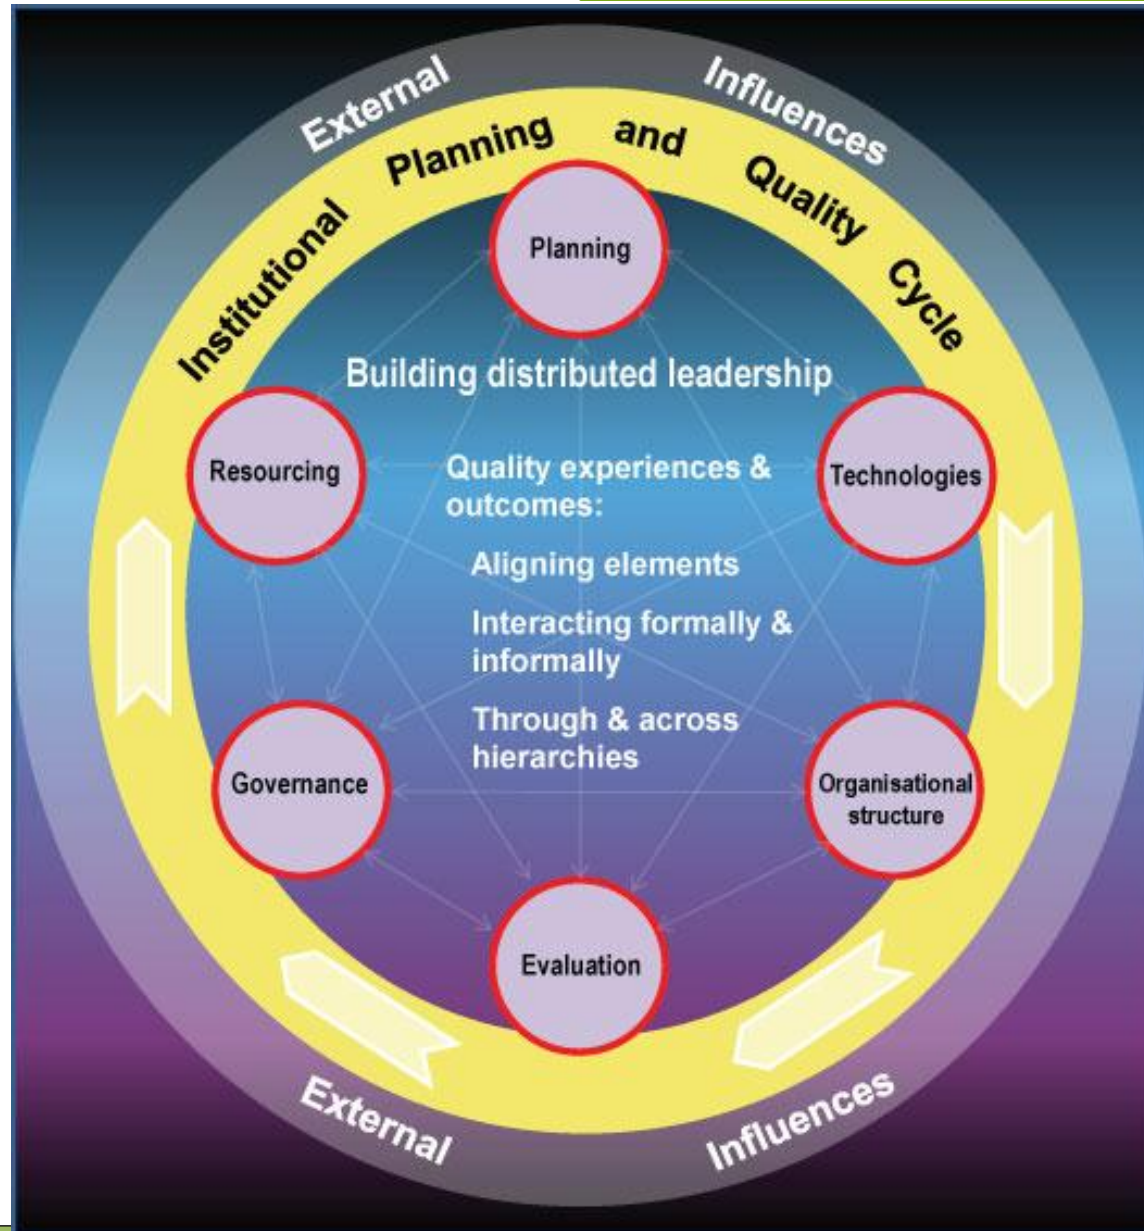 External Influences
Institutional Planning and Quality Cycle
Planning
Building distributed leadership
Resourcing
Technologies
Quality experiences &
outcomes:
Aligning elements
Interacting formally &
informally
Through & across
hierarchies
Governance
Organisational
structure
Evaluation
External Influences